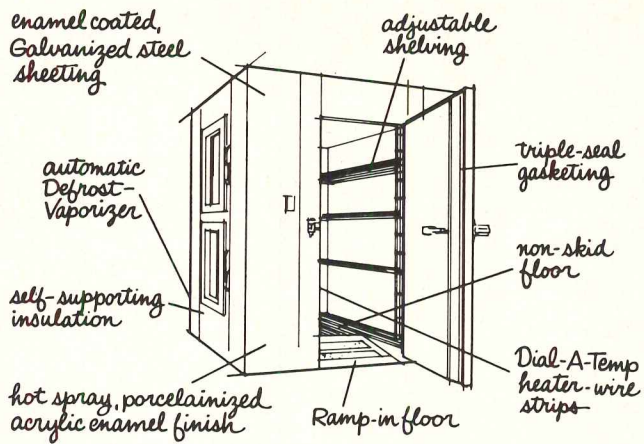 enamel coated,
Galvanized steel
sheeting
adjustable
shelving
automatic
Defrost-
Vaporizer
triple-seal
gasketing
non-skid
floor
self-supporting
insulation
Dial-A-Temp
heater-wire
strips
hot spray, porcelainized
acrylic enamel finish
Ramp-in floor